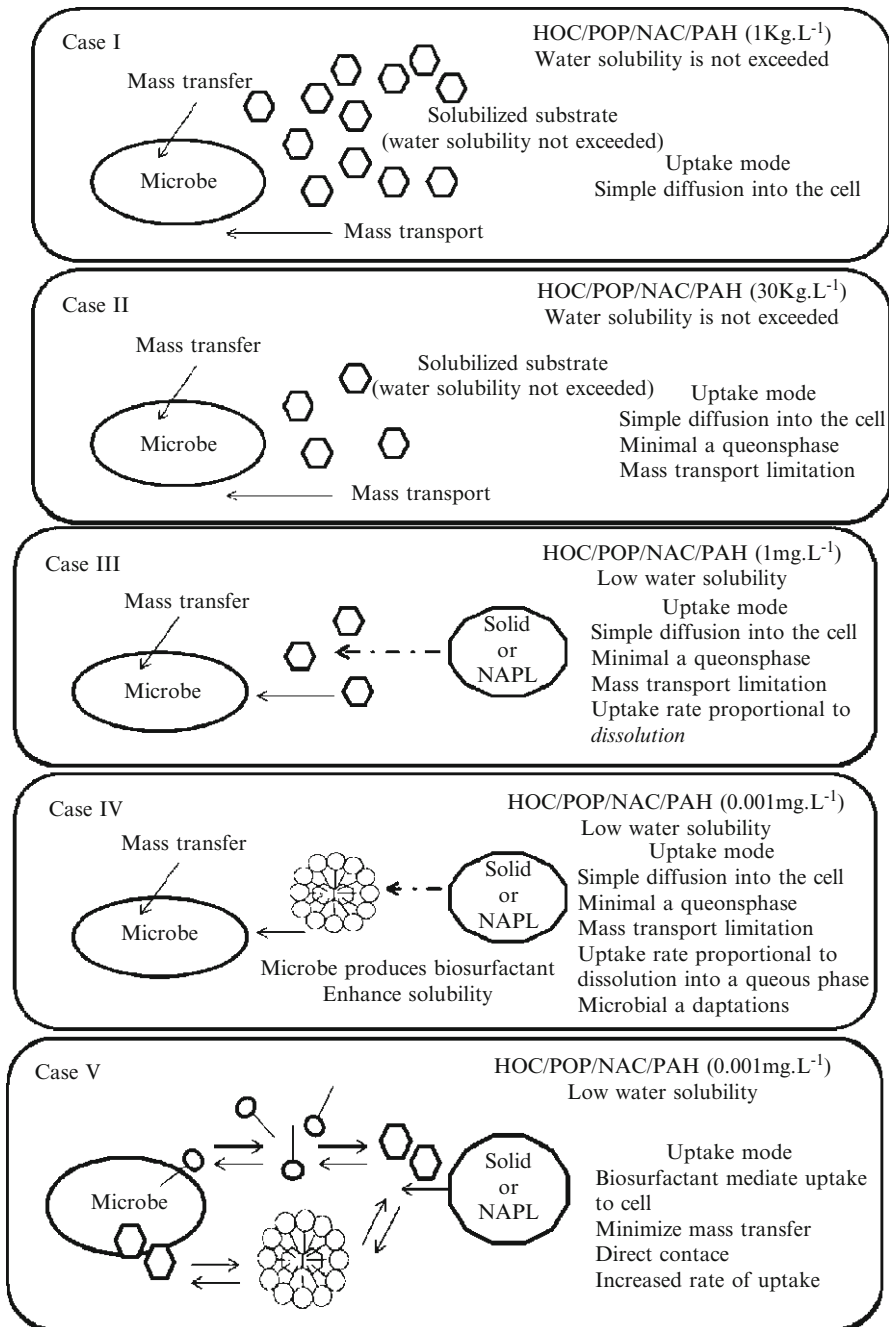 Case I
HOC/POP/NAC/PAH (1Kg.L-1)
Water solubility is not exceeded
Mass transfer
Solubilized substrate
(water solubility not exceeded)
Uptake mode
Simple diffusion into the cell
Microbe
Mass transport
Case II
HOC/POP/NAC/PAH (30Kg.L-1)
Water solubility is not exceeded
Mass transfer
Solubilized substrate
(water solubility not exceeded)
Uptake mode
Simple diffusion into the cell
Minimal a queonsphase
Mass transport limitation
Microbe
Mass transport
Case III
HOC/POP/NAC/PAH (1mg.L-1)
Low water solubility
Mass transfer
Uptake mode
Simple diffusion into the cell
Minimal a queonsphase
Mass transport limitation
Uptake rate proportional to
dissolution
Microbe
Solid
or
NAPL
Case IV
HOC/POP/NAC/PAH (0.001mg.L-1)
Low water solubility
Mass transfer
Uptake mode
Simple diffusion into the cell
Minimal a queonsphase
Mass transport limitation
Uptake rate proportional to
dissolution into a queous phase
Microbial a daptations
Microbe
Solid
or
NAPL
Microbe produces biosurfactant
Enhance solubility
Case V
HOC/POP/NAC/PAH (0.001mg.L-1)
Low water solubility
Uptake mode
Biosurfactant mediate uptake
to cell
Minimize mass transfer
Direct contace
Increased rate of uptake
Microbe
Solid
or
NAPL